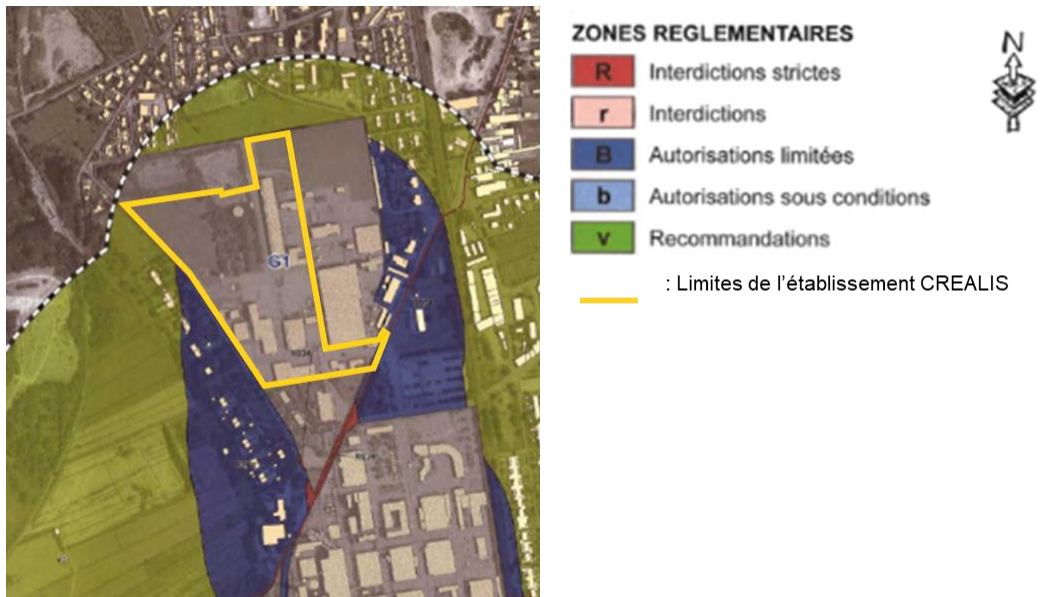 ZONES REGLEMENTAIRES
N
R Interdictions strictes
r Interdictions
B Autorisations limitées
b Autorisations sous conditions
v Recommandations
: Limites de l'établissement CREALIS
G1